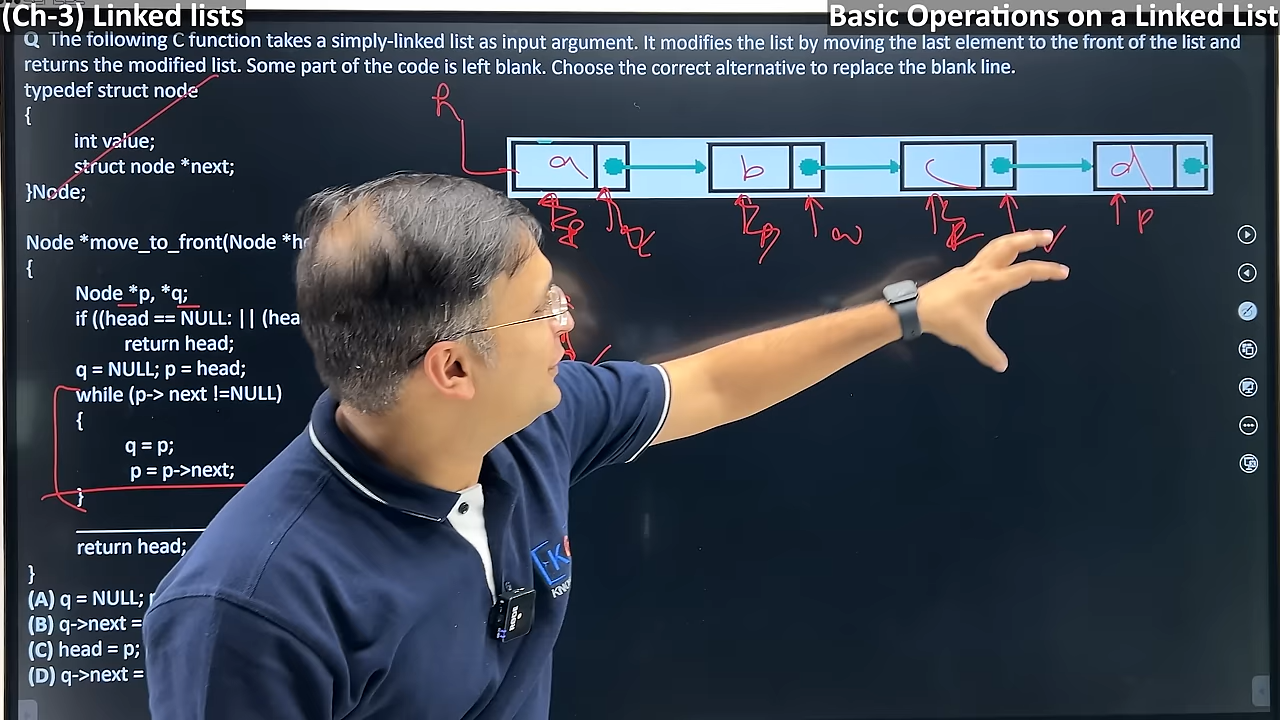 (Ch-3) Linked lists
Basic Operations on a Linked List
Q The following C function takes a simply-linked list as input argument. It modifies the list by moving the last element to the front of the list and
returns the modified list. Some part of the code is left blank. Choose the correct alternative to replace the blank line.
typedef struct node
{
int value;
struct node *next;
}Node;
h
a
b
c
d
p
Node *move_to_front(Node *he
{
Node *p, *q;
if ((head == NULL: || (hea
return head;
q = NULL; p = head;
while (p-> next !=NULL)
{
q = p;
p = p->next;
}
return head;
}
(A) q = NULL;
(B) q->next =
(C) head = p;
(D) q->next =
RODE